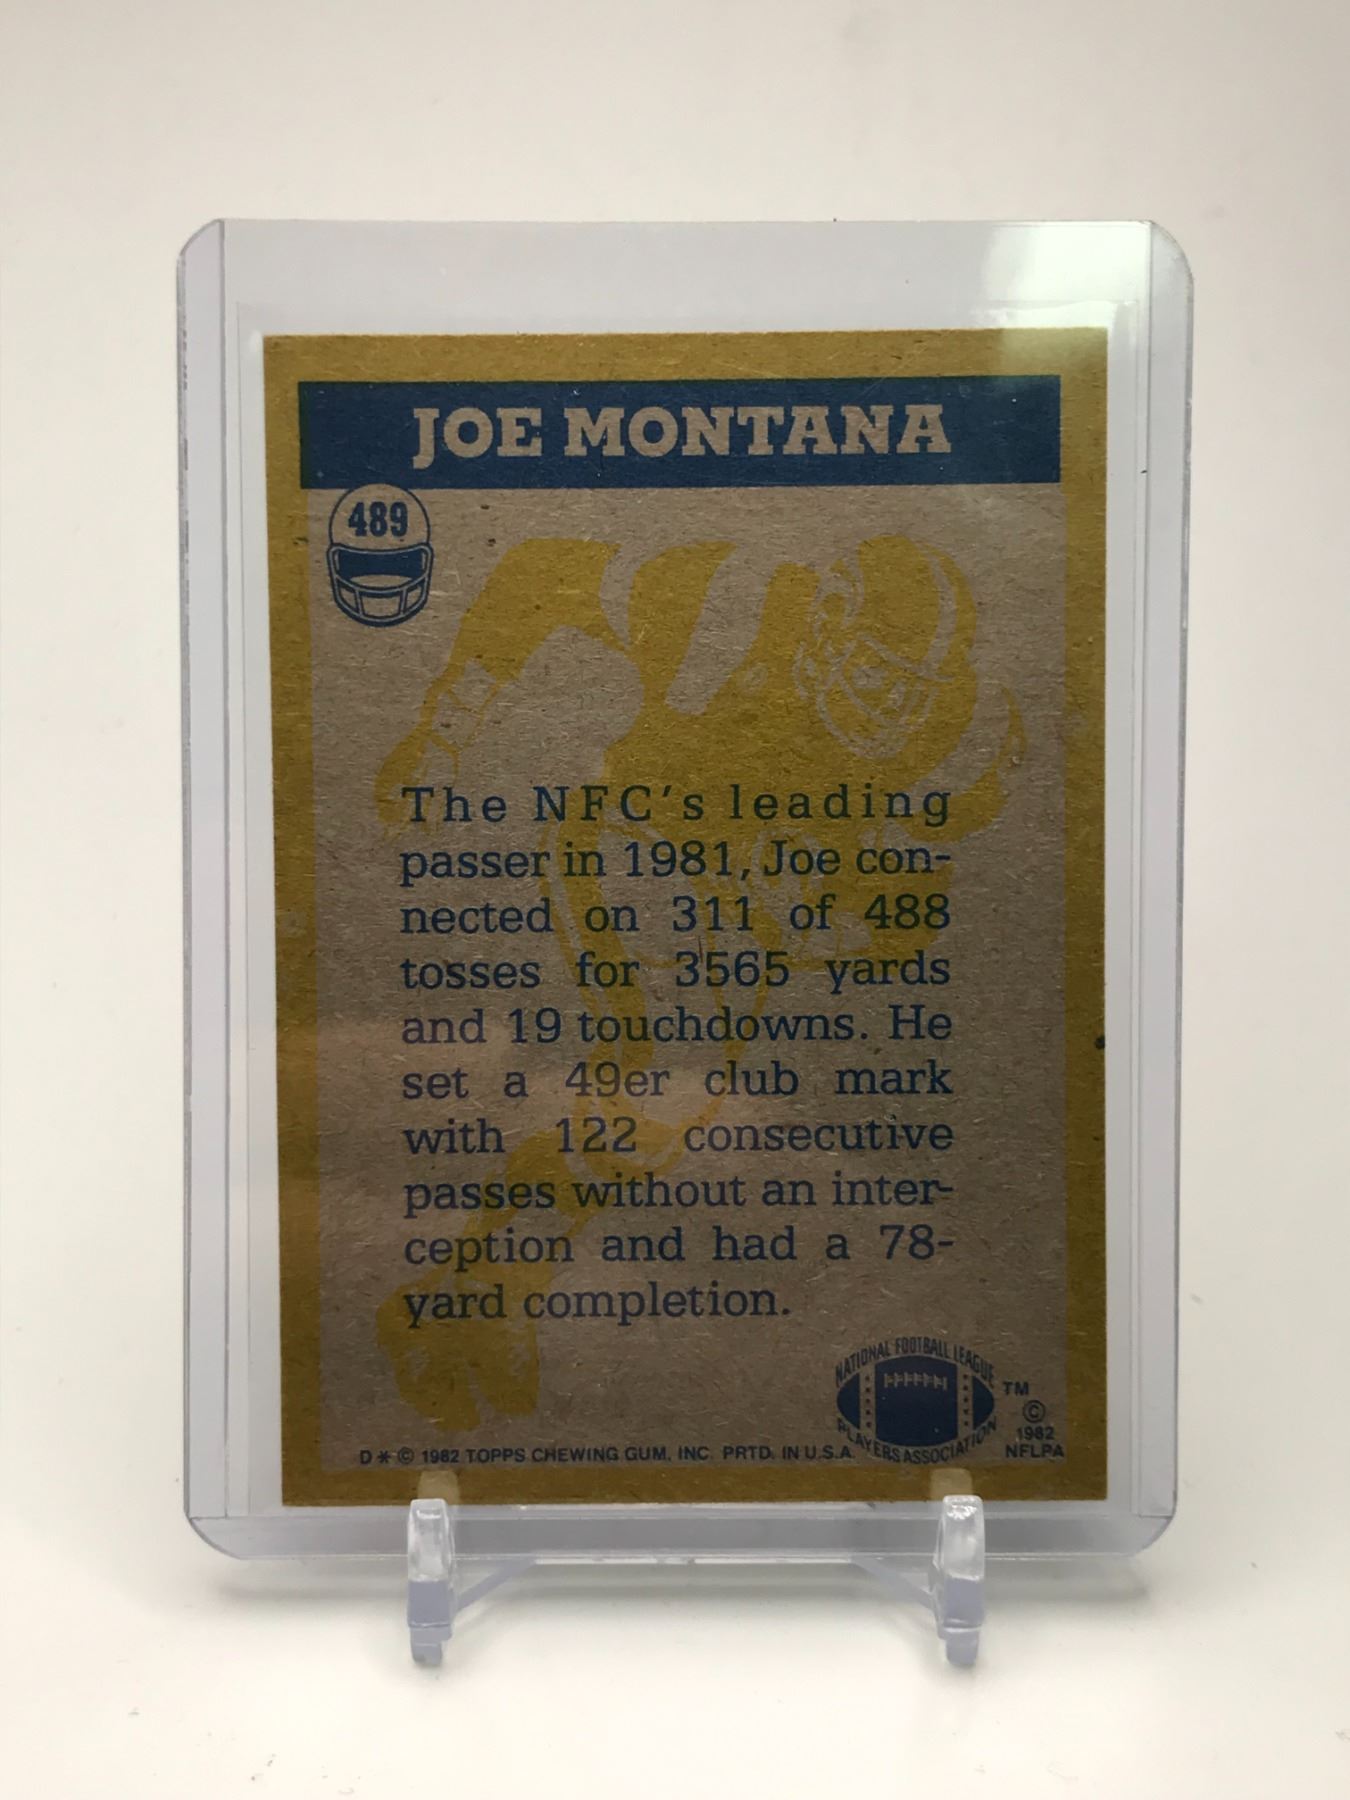 JOE MONTANA
489
The NFC's leading
passer in 1981, Joe con-
nected on 311 of 488
tosses for 3565 yards
and 19 touchdowns. He
set a 49er club mark
with 122 consecutive
passes without an inter-
ception and had a 78-
yard completion.
NATIONAL FOOTBALL LEAGUE
PLAYERS ASSOCIATION
TM
©
1982
NFLPA
D * © 1982 TOPPS CHEWING GUM, INC. PRTD. IN U.S.A.